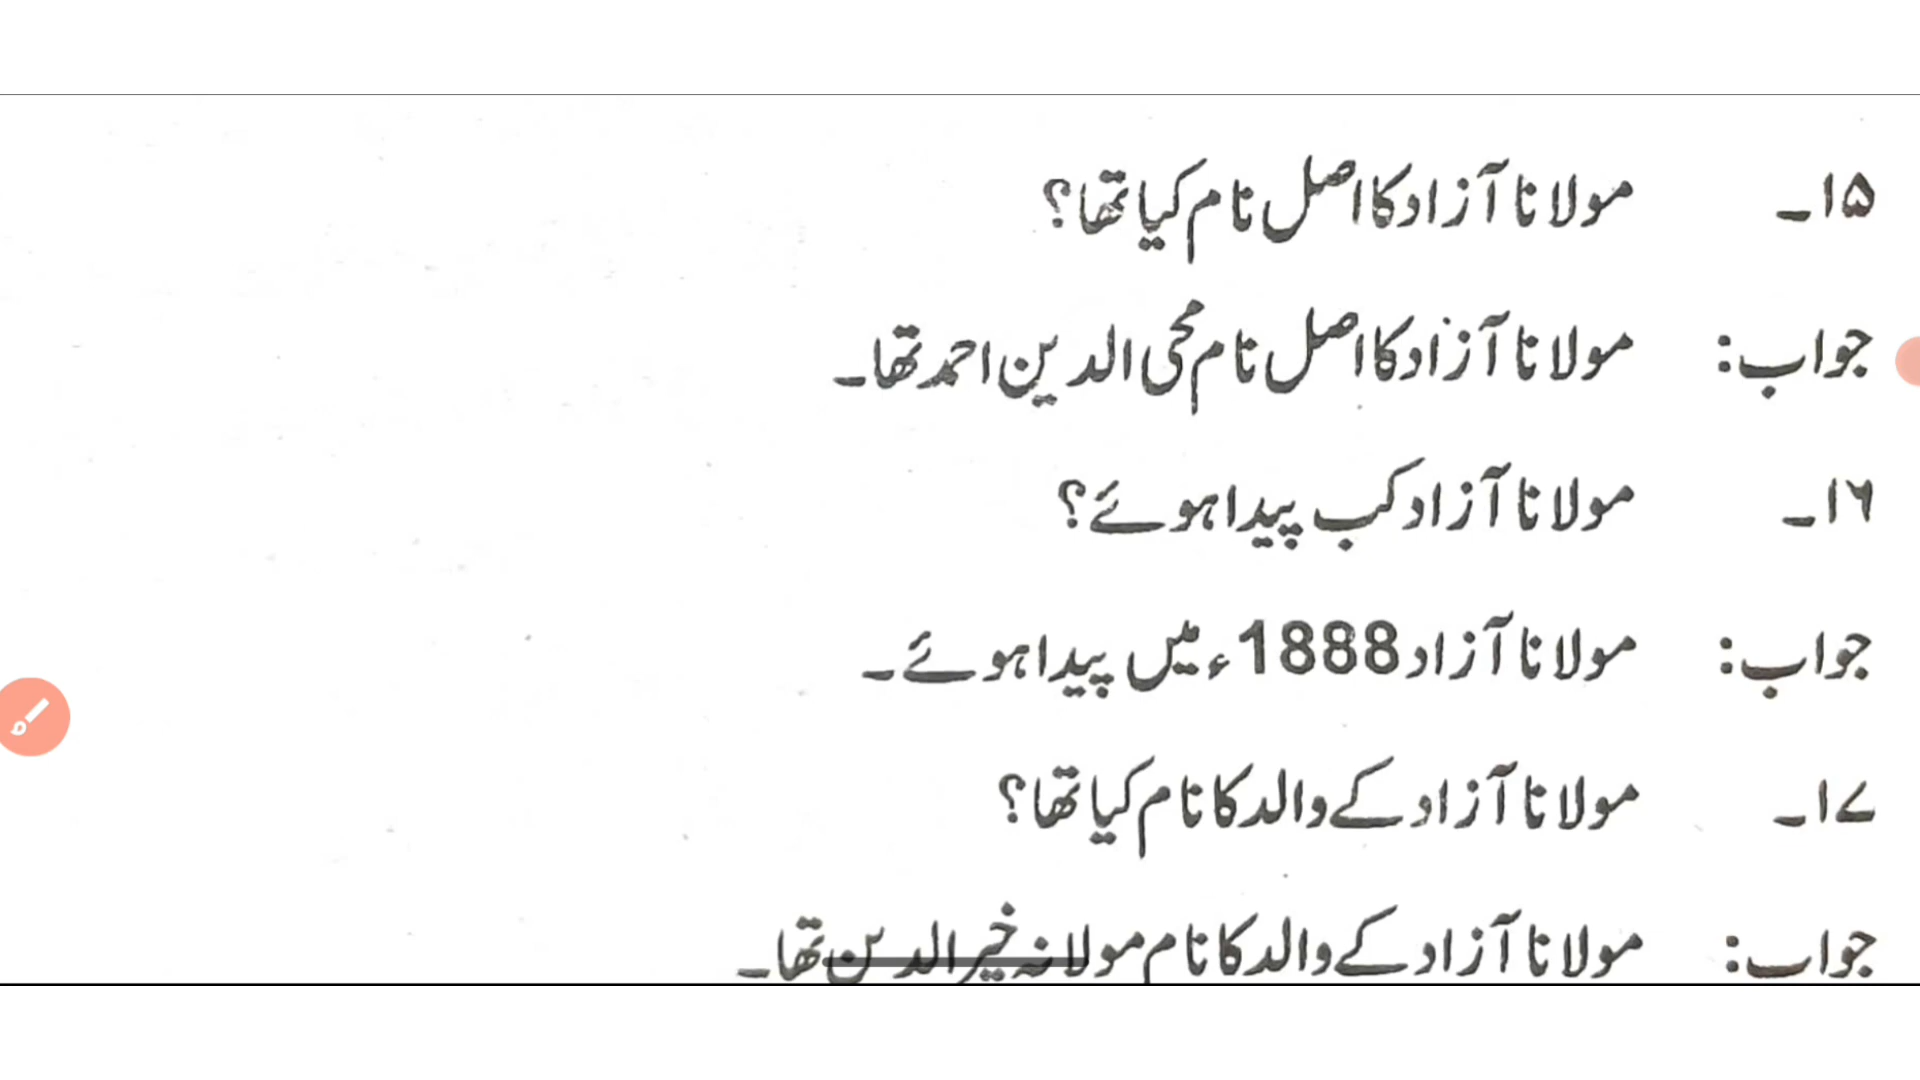 ۱۵۔ مولانا آزاد کا اصل نام کیا تھا؟
جواب: مولانا آزاد کا اصل نام محی الدین احمد تھا۔
۱۶۔ مولانا آزاد کب پیدا ہوئے؟
جواب: مولانا آزاد 1888ء میں پیدا ہوئے۔
۱۷۔ مولانا آزاد کے والد کا نام کیا تھا؟
جواب: مولانا آزاد کے والد کا نام مولانہ خیر الدین تھا۔